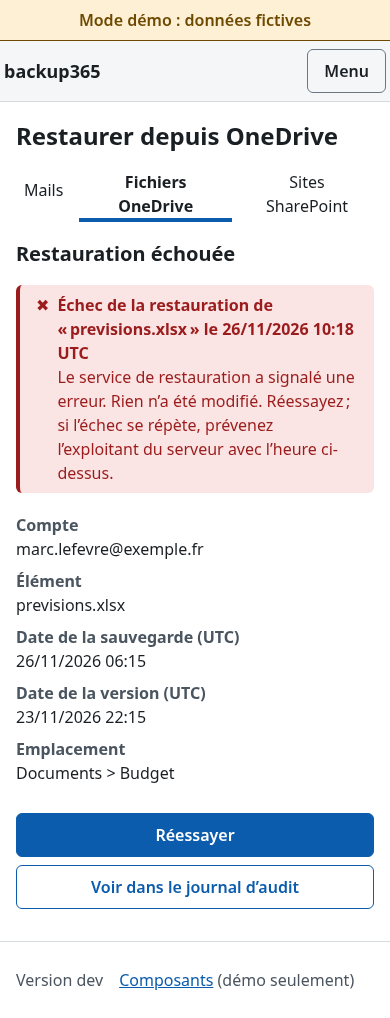 Mode démo : données fictives
backup365
Menu
Restaurer depuis OneDrive
Mails
Fichiers
OneDrive
Sites
SharePoint
Restauration échouée
✖ Échec de la restauration de
« previsions.xlsx » le 26/11/2026 10:18
UTC
Le service de restauration a signalé une
erreur. Rien n’a été modifié. Réessayez ;
si l’échec se répète, prévenez
l’exploitant du serveur avec l’heure ci-
dessus.
Compte
marc.lefevre@exemple.fr
Élément
previsions.xlsx
Date de la sauvegarde (UTC)
26/11/2026 06:15
Date de la version (UTC)
23/11/2026 22:15
Emplacement
Documents > Budget
Réessayer
Voir dans le journal d’audit
Version dev Composants (démo seulement)